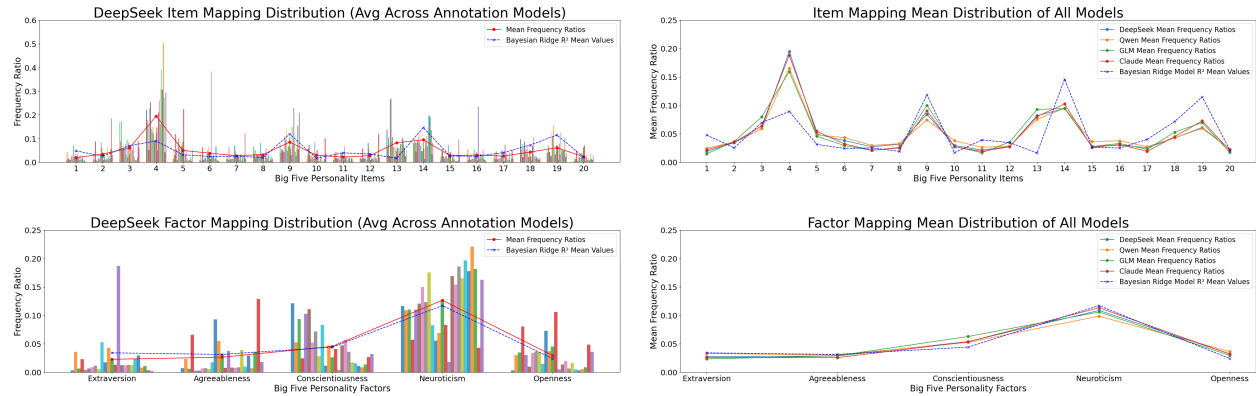 DeepSeek Item Mapping Distribution (Avg Across Annotation Models)
Frequency Ratio
0.6
0.5
0.4
0.3
0.2
0.1
0.0
Mean Frequency Ratios
Bayesian Ridge R² Mean Values
1 2 3 4 5 6 7 8 9 10 11 12 13 14 15 16 17 18 19 20
Big Five Personality Items
Item Mapping Mean Distribution of All Models
Mean Frequency Ratio
0.25
0.20
0.15
0.10
0.05
0.00
DeepSeek Mean Frequency Ratios
Qwen Mean Frequency Ratios
GLM Mean Frequency Ratios
Claude Mean Frequency Ratios
Bayesian Ridge Model R² Mean Values
1 2 3 4 5 6 7 8 9 10 11 12 13 14 15 16 17 18 19 20
Big Five Personality Items
DeepSeek Factor Mapping Distribution (Avg Across Annotation Models)
Frequency Ratio
0.25
0.20
0.15
0.10
0.05
0.00
Mean Frequency Ratios
Bayesian Ridge R² Mean Values
Extraversion Agreeableness Conscientiousness Neuroticism Openness
Big Five Personality Factors
Factor Mapping Mean Distribution of All Models
Mean Frequency Ratio
0.25
0.20
0.15
0.10
0.05
0.00
DeepSeek Mean Frequency Ratios
Qwen Mean Frequency Ratios
GLM Mean Frequency Ratios
Claude Mean Frequency Ratios
Bayesian Ridge Model R² Mean Values
Extraversion Agreeableness Conscientiousness Neuroticism Openness
Big Five Personality Factors